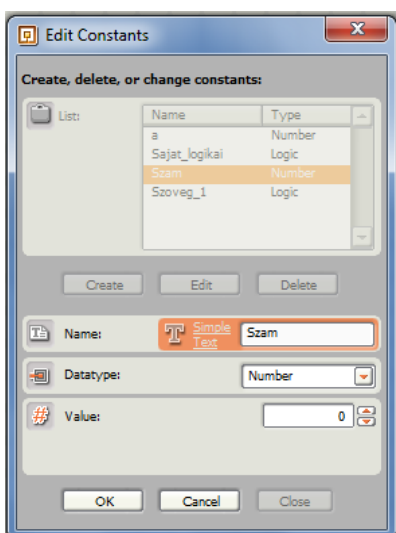 Edit Constants
Create, delete, or change constants:
List:
Name Type
a Number
Sajat_logikai Logic
Szam Number
Szoveg_1 Logic
Create Edit Delete
Name: T Simple Text Szam
Datatype: Number
# Value: 0
OK Cancel Close